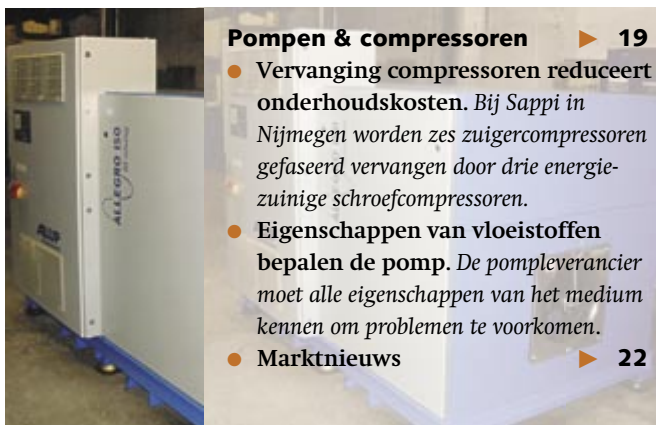 Pompen & compressoren ▶ 19
● Vervanging compressoren reduceert
onderhoudskosten. Bij Sappi in
Nijmegen worden zes zuigercompressoren
gefaseerd vervangen door drie energie-
zuinige schroefcompressoren.
● Eigenschappen van vloeistoffen
bepalen de pomp. De pompleverancier
moet alle eigenschappen van het medium
kennen om problemen te voorkomen.
● Marktnieuws ▶ 22
ALLEGRO 150
ALUP